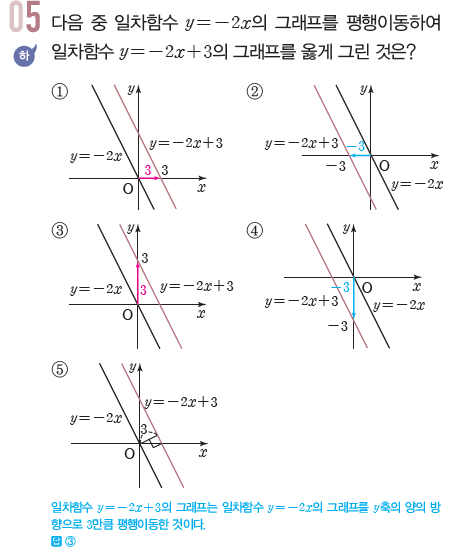 05 다음 중 일차함수 y=-2x의 그래프를 평행이동하여
하 일차함수 y=-2x+3의 그래프를 옳게 그린 것은?
① y y=-2x+3 y=-2x 3 3 O x
② y y=-2x+3 -3 -3 O x y=-2x
③ y 3 y=-2x 3 y=-2x+3 O x
④ y -3 O x y=-2x+3 y=-2x -3
⑤ y y=-2x+3 y=-2x 3 O x
일차함수 y=-2x+3의 그래프는 일차함수 y=-2x의 그래프를 y축의 양의 방
향으로 3만큼 평행이동한 것이다.
답 ③